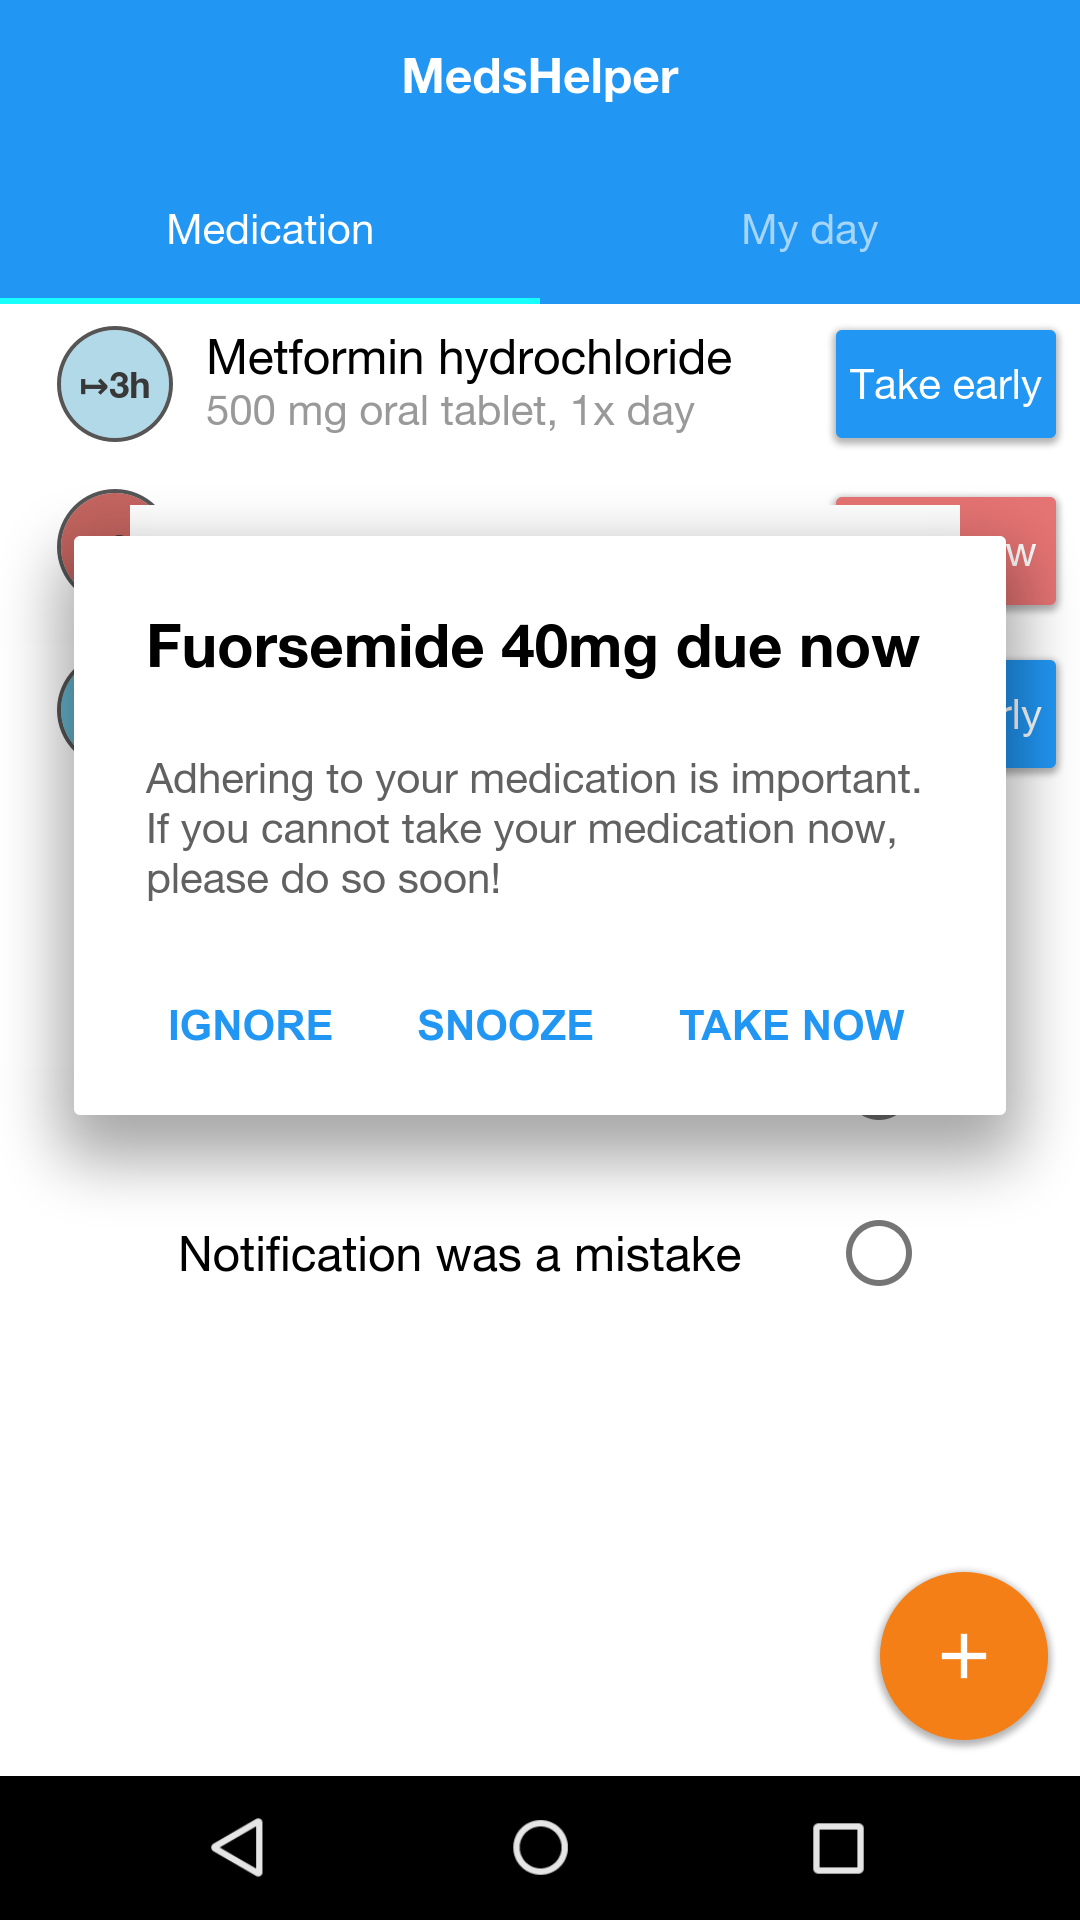 MedsHelper
Medication
My day
↦3h
Metformin hydrochloride
500 mg oral tablet, 1x day
Take early
w
rly
Fuorsemide 40mg due now
Adhering to your medication is important.
If you cannot take your medication now,
please do so soon!
IGNORE
SNOOZE
TAKE NOW
Notification was a mistake
+